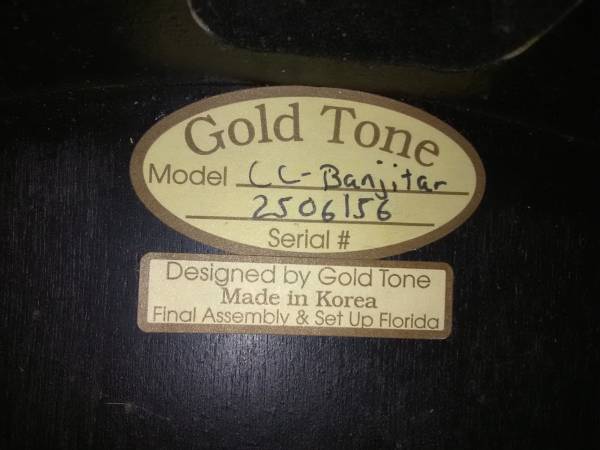 Gold Tone
Model CC-Banjitar
2506156
Serial #
Designed by Gold Tone
Made in Korea
Final Assembly & Set Up Florida